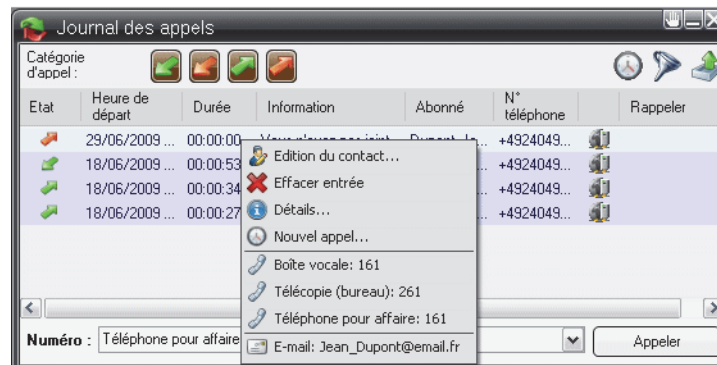 Journal des appels
Catégorie d'appel :
Etat Heure de départ Durée Information Abonné N° téléphone Rappeler
29/06/2009 ... 00:00:00 +4924049...
18/06/2009 ... 00:00:53 +4924049...
18/06/2009 ... 00:00:34 +4924049...
18/06/2009 ... 00:00:27 +4924049...
Edition du contact...
Effacer entrée
Détails...
Nouvel appel...
Boîte vocale: 161
Télécopie (bureau): 261
Téléphone pour affaire: 161
E-mail: Jean_Dupont@email.fr
Numéro : Téléphone pour affaire
Appeler